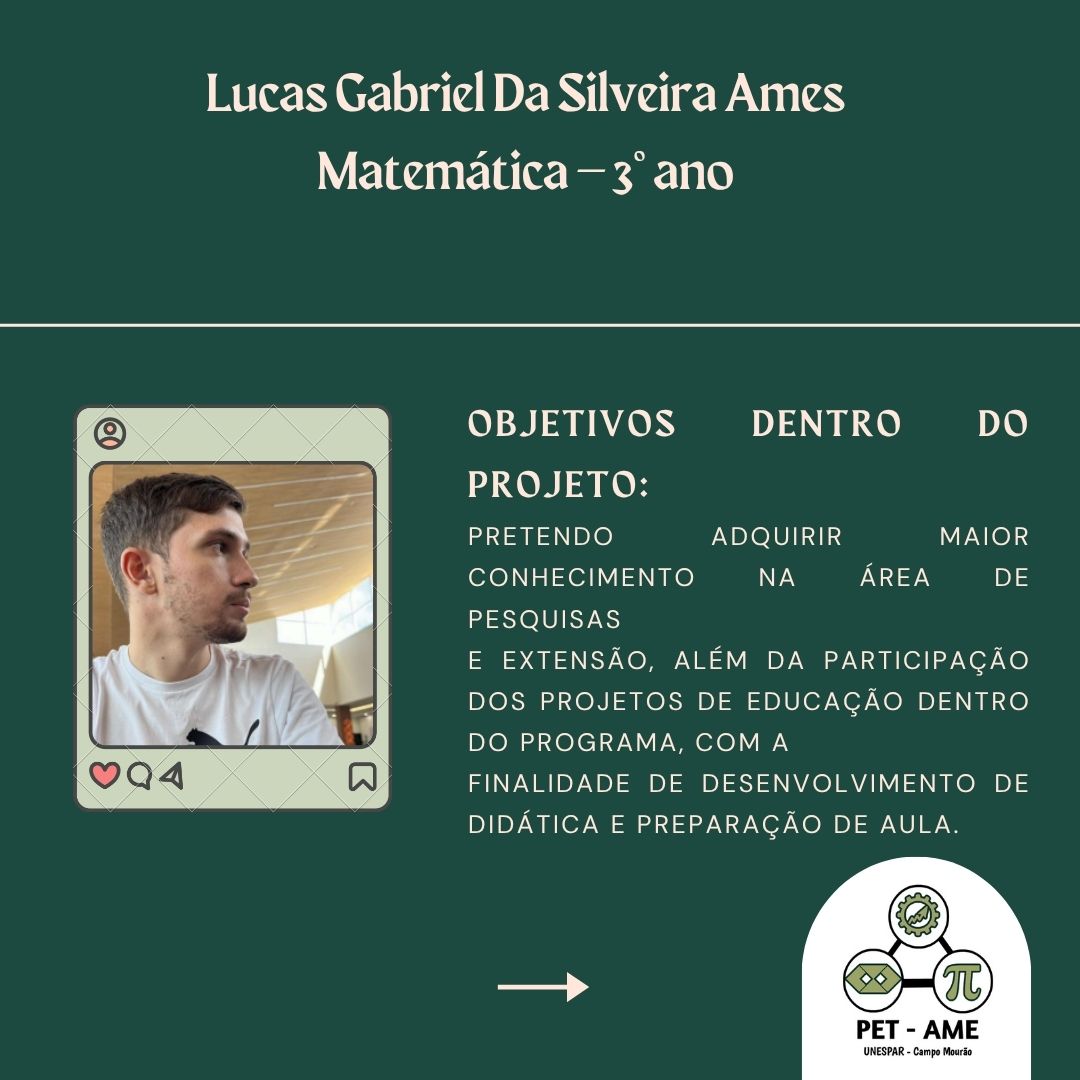 Lucas Gabriel Da Silveira Ames
Matemática – 3° ano
OBJETIVOS DENTRO DO
PROJETO:
PRETENDO ADQUIRIR MAIOR
CONHECIMENTO NA ÁREA DE
PESQUISAS
E EXTENSÃO, ALÉM DA PARTICIPAÇÃO
DOS PROJETOS DE EDUCAÇÃO DENTRO
DO PROGRAMA, COM A
FINALIDADE DE DESENVOLVIMENTO DE
DIDÁTICA E PREPARAÇÃO DE AULA.
π
PET - AME
UNESPAR - Campo Mourão